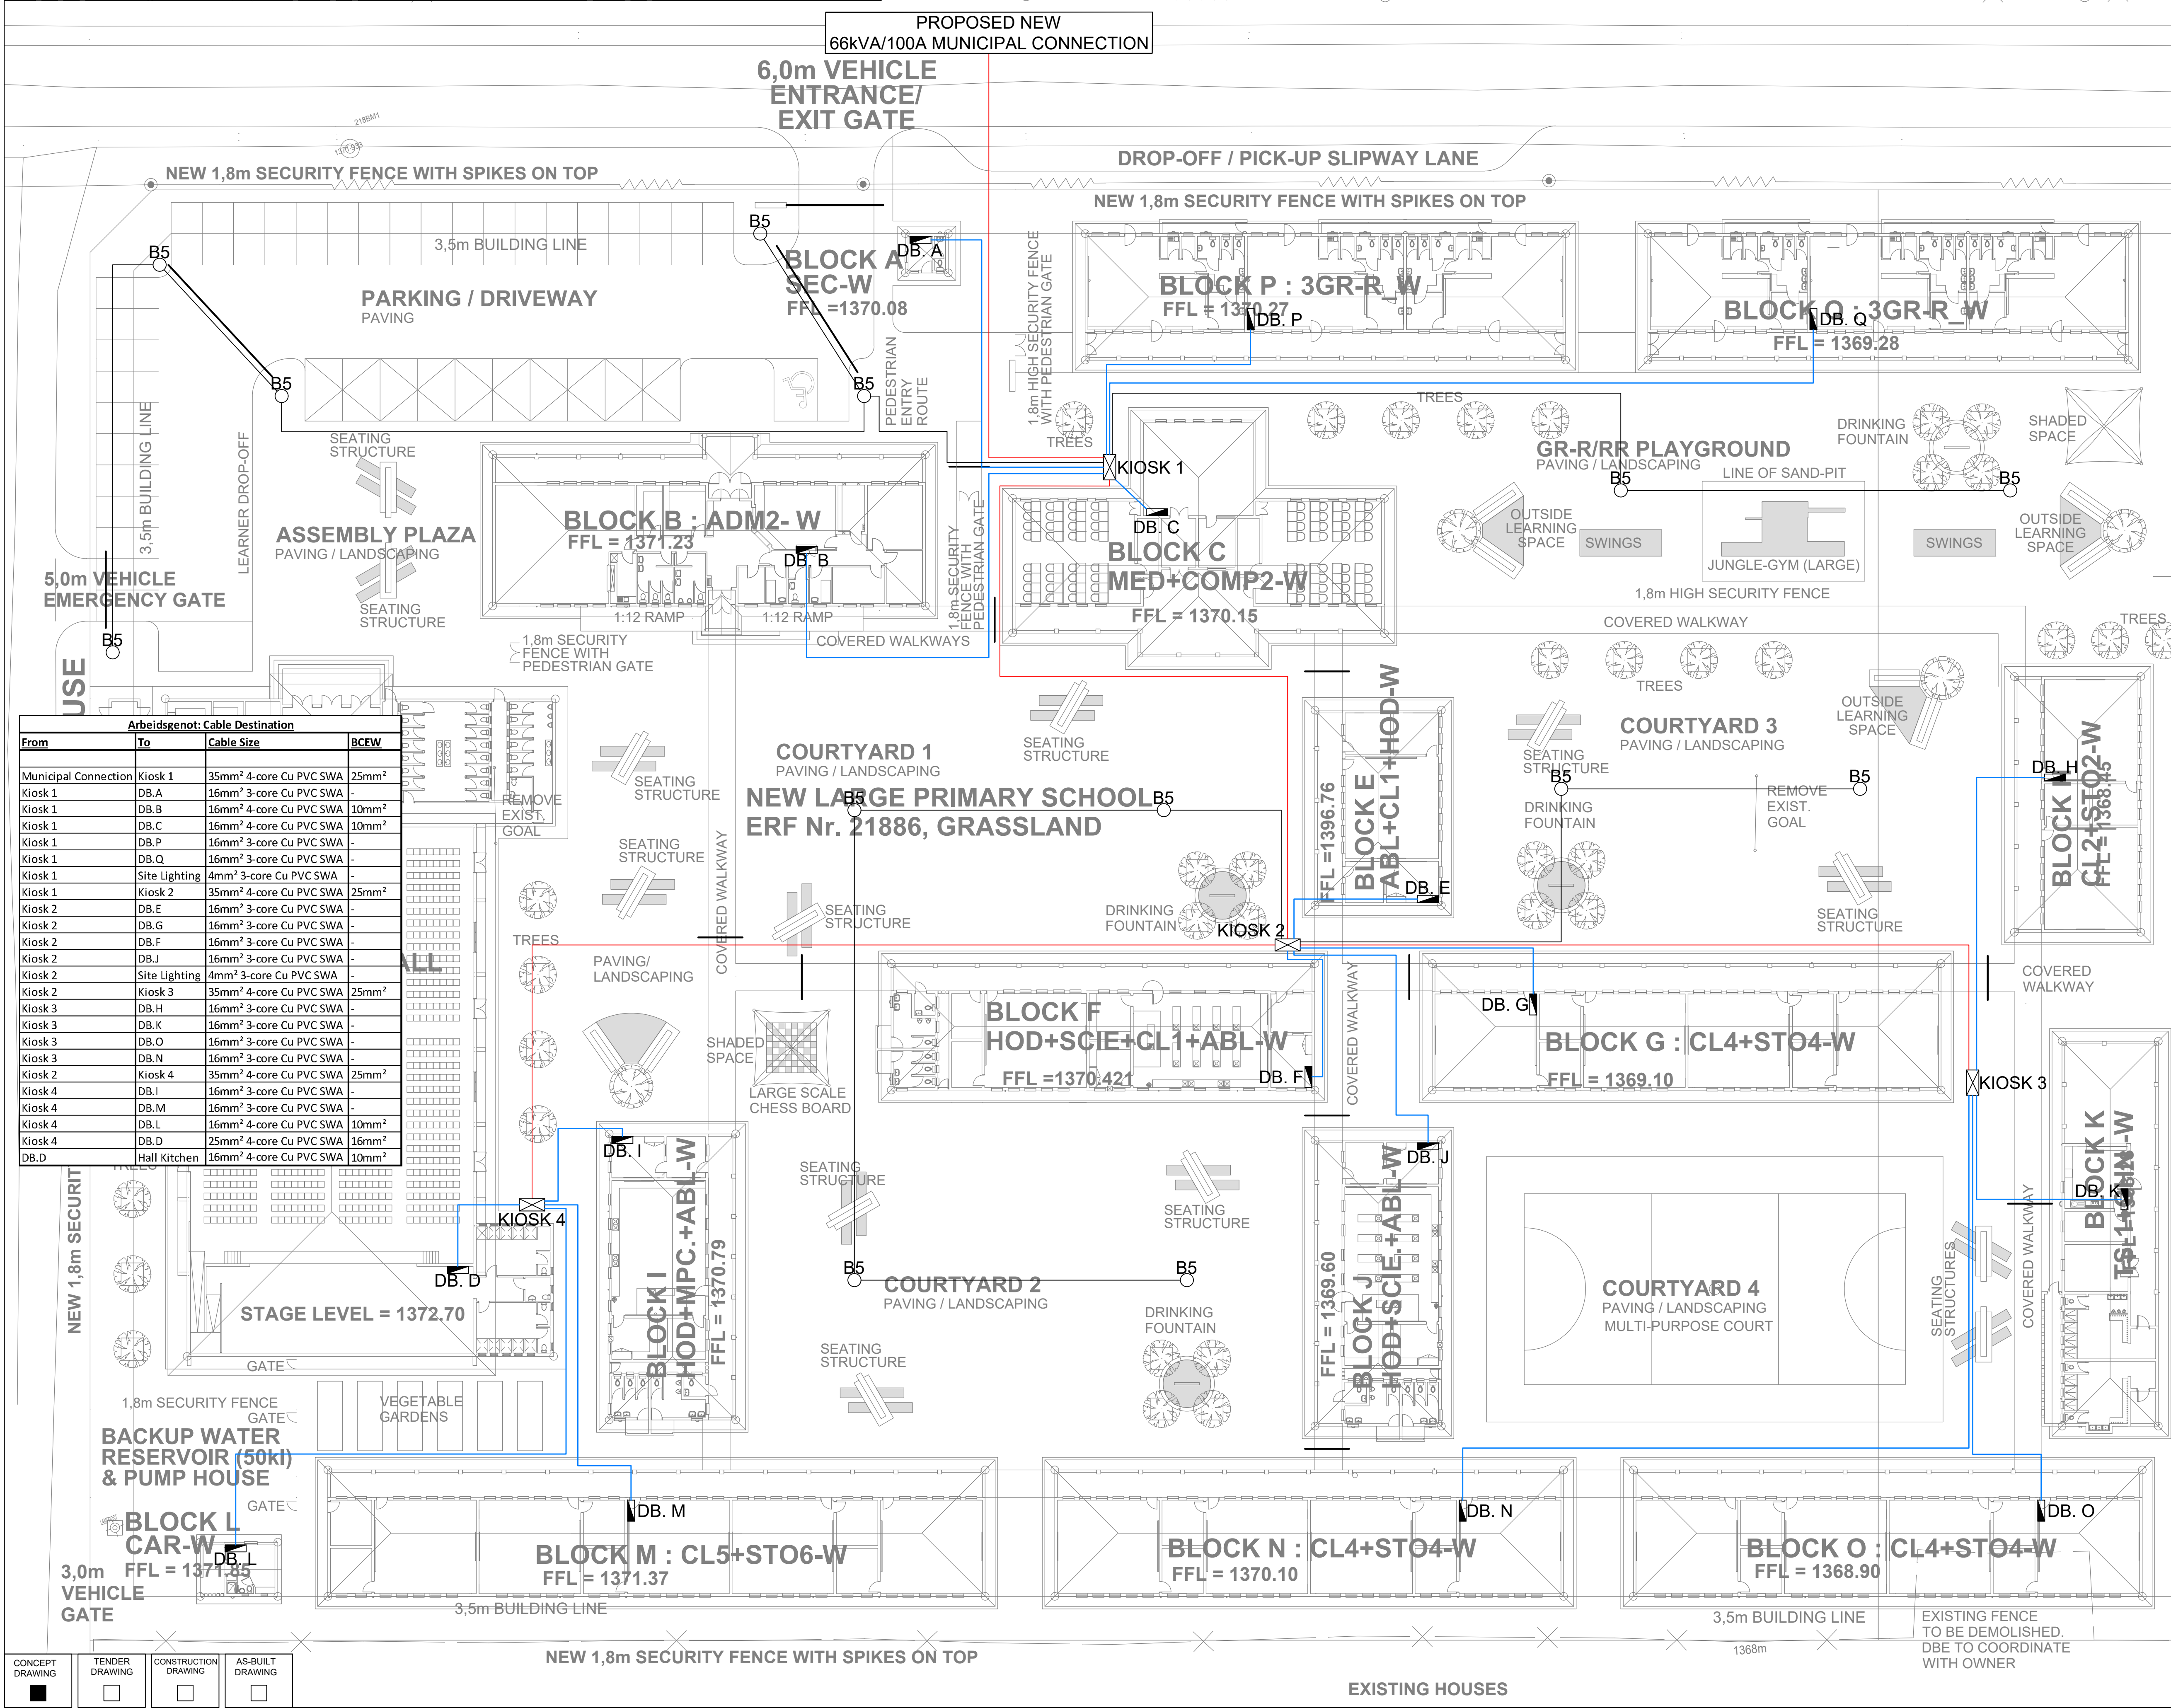 PROPOSED NEW
66kVA/100A MUNICIPAL CONNECTION
6,0m VEHICLE
ENTRANCE/
EXIT GATE
218BM1
DROP-OFF / PICK-UP SLIPWAY LANE
NEW 1,8m SECURITY FENCE WITH SPIKES ON TOP
NEW 1,8m SECURITY FENCE WITH SPIKES ON TOP
B5
B5
3,5m BUILDING LINE
DB. A
BLOCK A
SEC-W
FFL =1370.08
PARKING / DRIVEWAY
PAVING
1,8m HIGH SECURITY FENCE
WITH PEDESTRIAN GATE
BLOCK P : 3GR-R_W
FFL = 1370.27
DB. P
BLOCK Q : 3GR-R_W
DB. Q
FFL = 1369.28
B5
B5
PEDESTRIAN
ENTRY
ROUTE
3,5m BUILDING LINE
LEARNER DROP-OFF
SEATING
STRUCTURE
TREES
TREES
DRINKING
FOUNTAIN
SHADED
SPACE
KIOSK 1
GR-R/RR PLAYGROUND
PAVING / LANDSCAPING
LINE OF SAND-PIT
B5
B5
ASSEMBLY PLAZA
PAVING / LANDSCAPING
BLOCK B : ADM2- W
FFL = 1371.23
DB. B
DB. C
BLOCK C
MED+COMP2-W
FFL = 1370.15
OUTSIDE
LEARNING
SPACE
SWINGS
JUNGLE-GYM (LARGE)
SWINGS
OUTSIDE
LEARNING
SPACE
5,0m VEHICLE
EMERGENCY GATE
SEATING
STRUCTURE
1,8m SECURITY
FENCE WITH
PEDESTRIAN GATE
1,8m HIGH SECURITY FENCE
B5
1:12 RAMP
1:12 RAMP
COVERED WALKWAYS
COVERED WALKWAY
1,8m SECURITY
FENCE WITH
PEDESTRIAN GATE
TREES
TREES
USE
OUTSIDE
LEARNING
SPACE
Arbeidsgenot: Cable Destination
From To Cable Size BCEW
Municipal Connection Kiosk 1 35mm² 4-core Cu PVC SWA 25mm²
Kiosk 1 DB.A 16mm² 3-core Cu PVC SWA -
Kiosk 1 DB.B 16mm² 4-core Cu PVC SWA 10mm²
Kiosk 1 DB.C 16mm² 4-core Cu PVC SWA 10mm²
Kiosk 1 DB.P 16mm² 3-core Cu PVC SWA -
Kiosk 1 DB.Q 16mm² 3-core Cu PVC SWA -
Kiosk 1 Site Lighting 4mm² 3-core Cu PVC SWA -
Kiosk 1 Kiosk 2 35mm² 4-core Cu PVC SWA 25mm²
Kiosk 2 DB.E 16mm² 3-core Cu PVC SWA -
Kiosk 2 DB.G 16mm² 3-core Cu PVC SWA -
Kiosk 2 DB.F 16mm² 3-core Cu PVC SWA -
Kiosk 2 DB.J 16mm² 3-core Cu PVC SWA -
Kiosk 2 Site Lighting 4mm² 3-core Cu PVC SWA -
Kiosk 2 Kiosk 3 35mm² 4-core Cu PVC SWA 25mm²
Kiosk 3 DB.H 16mm² 3-core Cu PVC SWA -
Kiosk 3 DB.K 16mm² 3-core Cu PVC SWA -
Kiosk 3 DB.O 16mm² 3-core Cu PVC SWA -
Kiosk 3 DB.N 16mm² 3-core Cu PVC SWA -
Kiosk 2 Kiosk 4 35mm² 4-core Cu PVC SWA 25mm²
Kiosk 4 DB.I 16mm² 3-core Cu PVC SWA -
Kiosk 4 DB.M 16mm² 3-core Cu PVC SWA -
Kiosk 4 DB.L 16mm² 4-core Cu PVC SWA 10mm²
Kiosk 4 DB.D 25mm² 4-core Cu PVC SWA 16mm²
DB.D Hall Kitchen 16mm² 4-core Cu PVC SWA 10mm²
SEATING
STRUCTURE
REMOVE
EXIST,
GOAL
COURTYARD 1
PAVING / LANDSCAPING
SEATING
STRUCTURE
NEW LARGE PRIMARY SCHOOL
ERF Nr. 21886, GRASSLAND
B5
B5
FFL =1396.76
BLOCK E
ABL+CL1+HOD-W
DB. E
COURTYARD 3
PAVING / LANDSCAPING
SEATING
STRUCTURE
B5
B5
REMOVE
EXIST.
GOAL
DRINKING
FOUNTAIN
DB. H
BLOCK H
CL2+STO2-W
FFL = 1368.45
SEATING
STRUCTURE
COVERED WALKWAY
SEATING
STRUCTURE
DRINKING
FOUNTAIN
KIOSK 2
SEATING
STRUCTURE
TREES
PAVING/
LANDSCAPING
ALL
COVERED
WALKWAY
BLOCK F
HOD+SCIE+CL1+ABL-W
FFL =1370.421
DB. F
COVERED WALKWAY
DB. G
BLOCK G : CL4+STO4-W
FFL = 1369.10
KIOSK 3
SHADED
SPACE
LARGE SCALE
CHESS BOARD
DB. I
BLOCK I
HOD+MPC.+ABL-W
FFL = 1370.79
DB. J
FFL = 1369.60
BLOCK J
HOD+SCIE.+ABL-W
DB. K
BLOCK K
COVERED WALKWAY
TREES
NEW 1,8m SECURIT
KIOSK 4
DB. D
STAGE LEVEL = 1372.70
SEATING
STRUCTURE
SEATING
STRUCTURE
B5
B5
COURTYARD 2
PAVING / LANDSCAPING
DRINKING
FOUNTAIN
SEATING
STRUCTURE
COURTYARD 4
PAVING / LANDSCAPING
MULTI-PURPOSE COURT
SEATING
STRUCTURES
GATE
1,8m SECURITY FENCE
GATE
VEGETABLE
GARDENS
BACKUP WATER
RESERVOIR (50kl)
& PUMP HOUSE
GATE
BLOCK L
CAR-W
DB. L
FFL = 1371.85
3,0m
VEHICLE
GATE
DB. M
BLOCK M : CL5+STO6-W
FFL = 1371.37
DB. N
BLOCK N : CL4+STO4-W
FFL = 1370.10
DB. O
BLOCK O : CL4+STO4-W
FFL = 1368.90
3,5m BUILDING LINE
3,5m BUILDING LINE
EXISTING FENCE
TO BE DEMOLISHED.
DBE TO COORDINATE
WITH OWNER
1368m
NEW 1,8m SECURITY FENCE WITH SPIKES ON TOP
EXISTING HOUSES
CONCEPT
DRAWING
TENDER
DRAWING
CONSTRUCTION
DRAWING
AS-BUILT
DRAWING